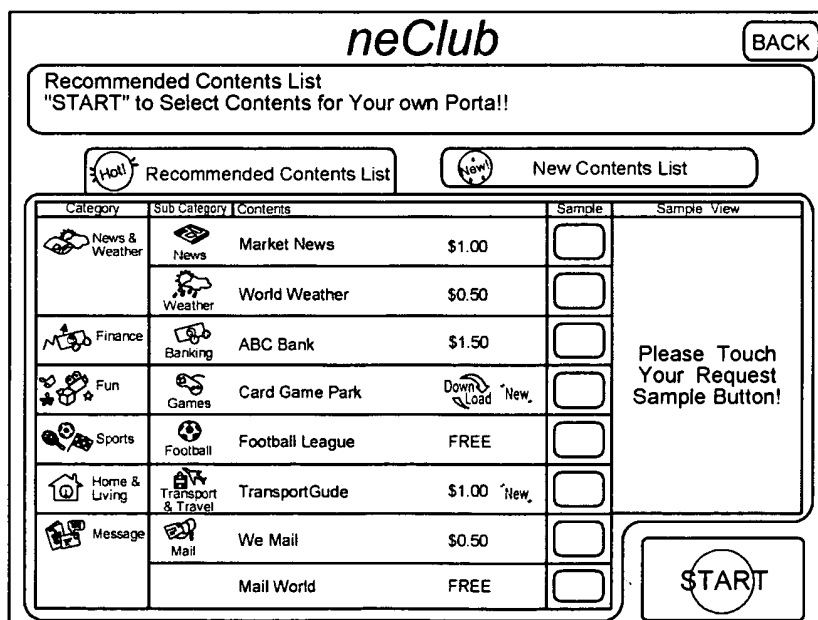 neClub
BACK
Recommended Contents List
"START" to Select Contents for Your own Porta!!
Hot! Recommended Contents List
New! New Contents List
Category Sub Category Contents Sample Sample View
News & Weather News Market News $1.00
Weather World Weather $0.50
Finance Banking ABC Bank $1.50
Fun Games Card Game Park Down Load New
Sports Football Football League FREE
Home & Living Transport & Travel TransportGude $1.00 New
Message Mail We Mail $0.50
Mail World FREE
Please Touch
Your Request
Sample Button!
START